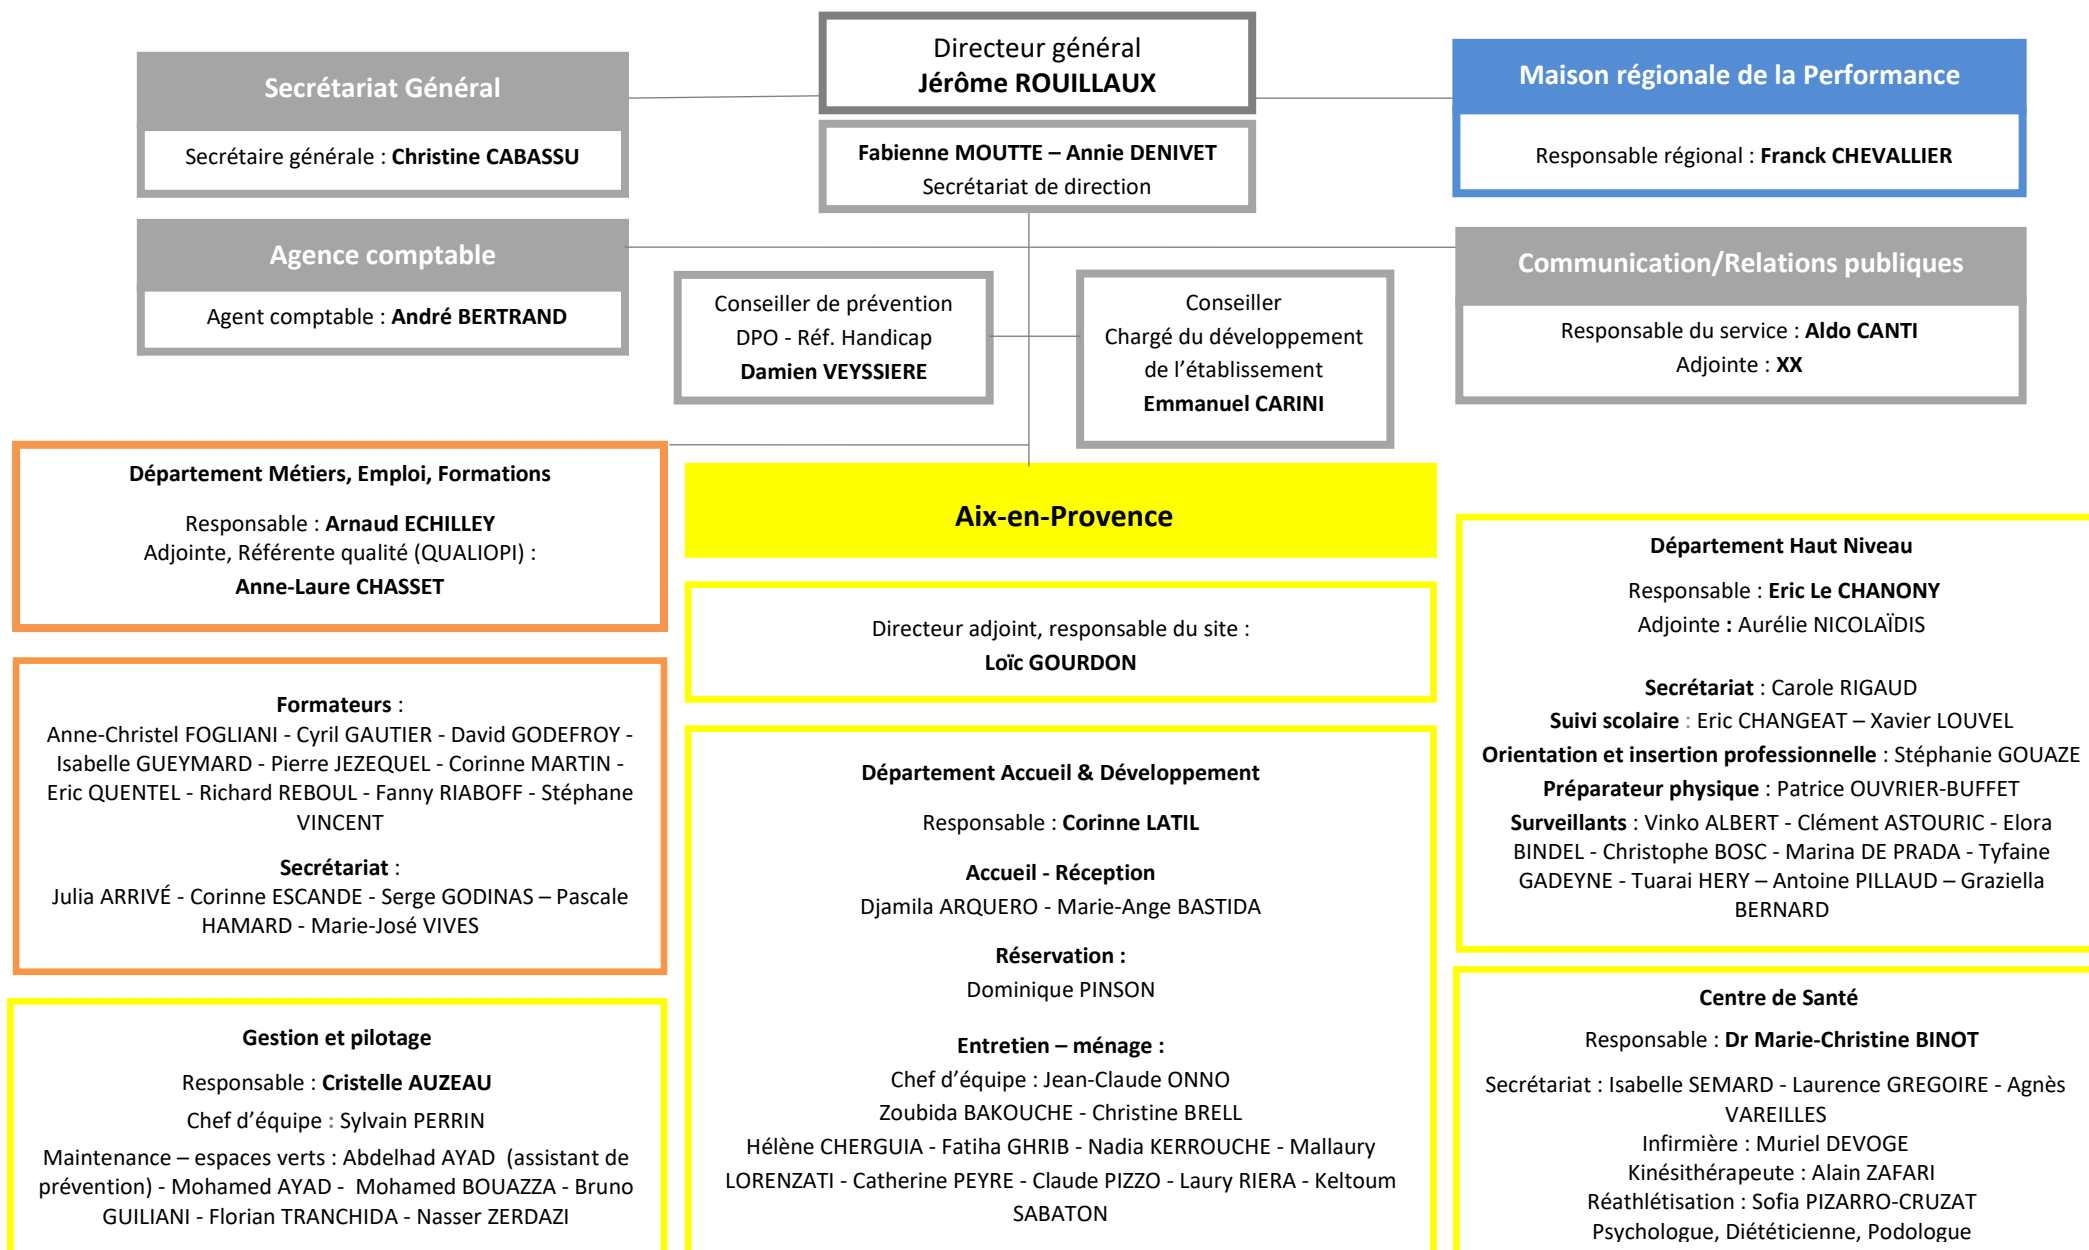 Directeur général
Jérôme ROUILLAUX
Secrétariat Général
Secrétaire générale : Christine CABASSU
Fabienne MOUTTE – Annie DENIVET
Secrétariat de direction
Maison régionale de la Performance
Responsable régional : Franck CHEVALLIER
Agence comptable
Agent comptable : André BERTRAND
Conseiller de prévention
DPO - Réf. Handicap
Damien VEYSSIERE
Conseiller
Chargé du développement
de l’établissement
Emmanuel CARINI
Communication/Relations publiques
Responsable du service : Aldo CANTI
Adjointe : XX
Département Métiers, Emploi, Formations
Responsable : Arnaud ECHILLEY
Adjointe, Référente qualité (QUALIOPI) :
Anne-Laure CHASSET
Formateurs :
Anne-Christel FOGLIANI - Cyril GAUTIER - David GODEFROY -
Isabelle GUEYMARD - Pierre JEZEQUEL - Corinne MARTIN -
Eric QUENTEL - Richard REBOUL - Fanny RIABOFF - Stéphane
VINCENT
Secrétariat :
Julia ARRIVÉ - Corinne ESCANDE - Serge GODINAS – Pascale
HAMARD - Marie-José VIVES
Gestion et pilotage
Responsable : Cristelle AUZEAU
Chef d’équipe : Sylvain PERRIN
Maintenance – espaces verts : Abdelhad AYAD (assistant de
prévention) - Mohamed AYAD - Mohamed BOUAZZA - Bruno
GUILIANI - Florian TRANCHIDA - Nasser ZERDAZI
Aix-en-Provence
Directeur adjoint, responsable du site :
Loïc GOURDON
Département Accueil & Développement
Responsable : Corinne LATIL
Accueil - Réception
Djamila ARQUERO - Marie-Ange BASTIDA
Réservation :
Dominique PINSON
Entretien – ménage :
Chef d’équipe : Jean-Claude ONNO
Zoubida BAKOUCHE - Christine BRELL
Hélène CHERGUIA - Fatiha GHRIB - Nadia KERROUCHE - Mallaury
LORENZATI - Catherine PEYRE - Claude PIZZO - Laury RIERA - Keltoum
SABATON
Département Haut Niveau
Responsable : Eric Le CHANONY
Adjointe : Aurélie NICOLAÏDIS
Secrétariat : Carole RIGAUD
Suivi scolaire : Eric CHANGEAT – Xavier LOUVEL
Orientation et insertion professionnelle : Stéphanie GOUAZE
Préparateur physique : Patrice OUVRIER-BUFFET
Surveillants : Vinko ALBERT - Clément ASTOURIC - Elora
BINDEL - Christophe BOSC - Marina DE PRADA - Tyfaine
GADEYNE - Tuarai HERY – Antoine PILLAUD – Graziella
BERNARD
Centre de Santé
Responsable : Dr Marie-Christine BINOT
Secrétariat : Isabelle SEMARD - Laurence GREGOIRE - Agnès
VAREILLES
Infirmière : Muriel DEVOGE
Kinésithérapeute : Alain ZAFARI
Réathlétisation : Sofia PIZARRO-CRUZAT
Psychologue, Diététicienne, Podologue